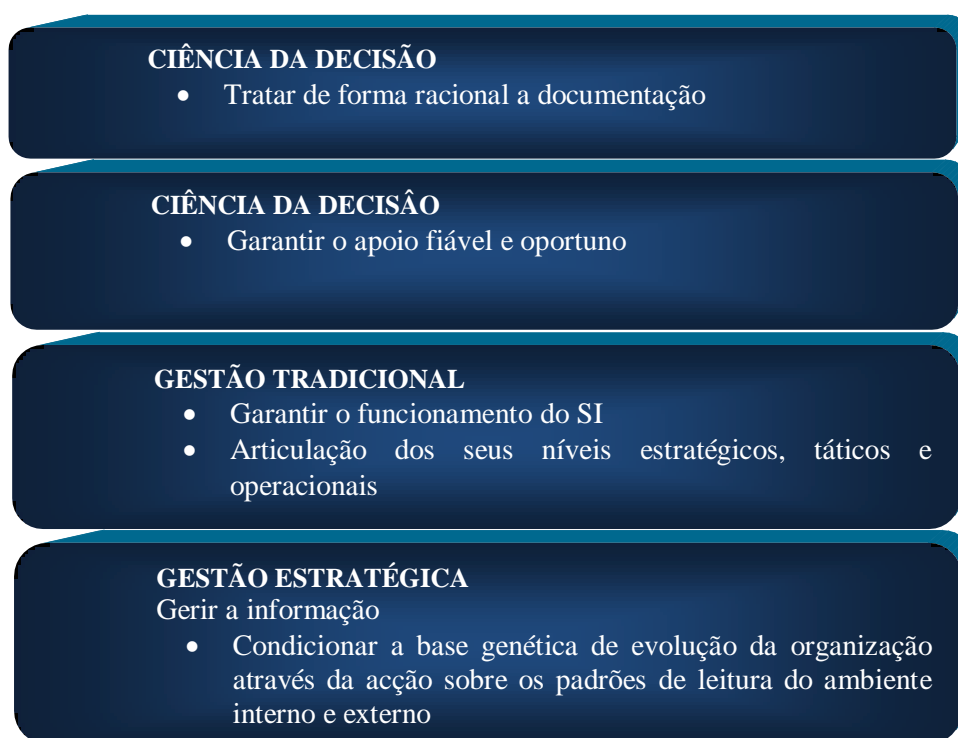 CIÊNCIA DA DECISÃO
• Tratar de forma racional a documentação
CIÊNCIA DA DECISÂO
• Garantir o apoio fiável e oportuno
GESTÃO TRADICIONAL
• Garantir o funcionamento do SI
• Articulação dos seus níveis estratégicos, táticos e
operacionais
GESTÃO ESTRATÉGICA
Gerir a informação
• Condicionar a base genética de evolução da organização
através da acção sobre os padrões de leitura do ambiente
interno e externo